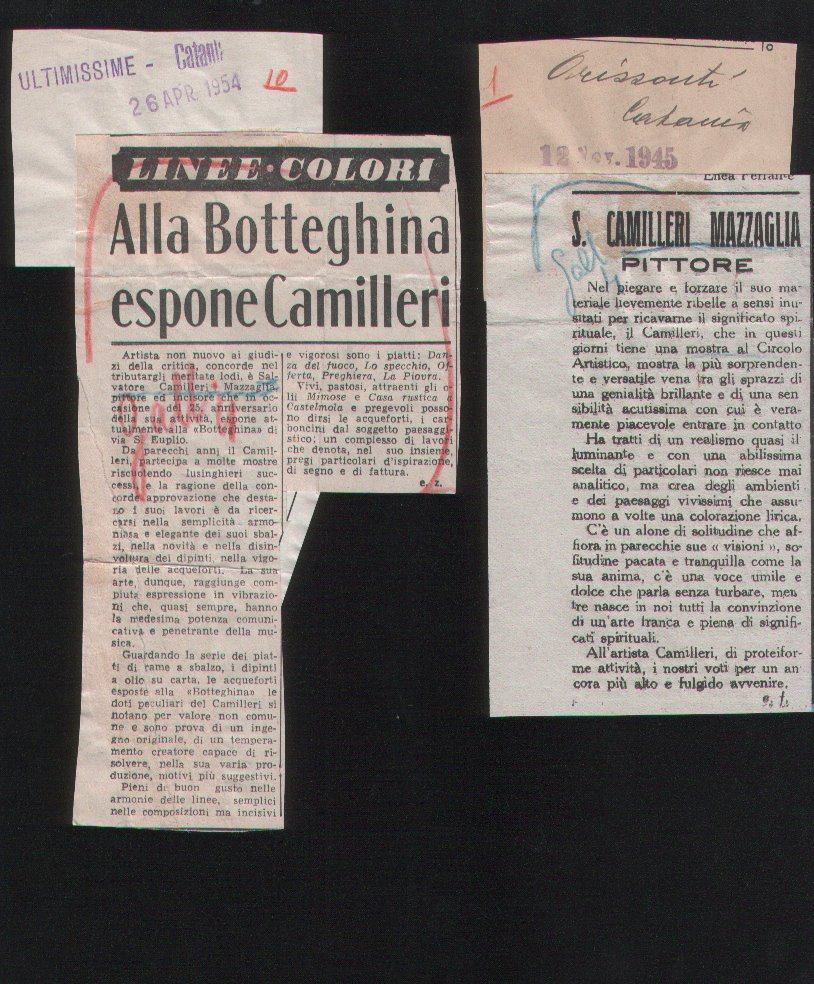 ULTIMISSIME - Catania
26 APR. 1954
10
LINEE·COLORI
Alla Botteghina
espone Camilleri
Artista non nuovo ai giudi-
zi della critica, concorde nel
tributargli meritate lodi, è Sal-
vatore Camilleri - Mazzaglia,
pittore ed incisore che in oc-
casione del 25. anniversario
della sua attività, espone at-
tualmente alla «Botteghina» di
via S. Euplio.
Da parecchi anni il Camil-
leri, partecipa a molte mostre
riscuotendo lusinghieri suc-
cessi e la ragione della con-
corde approvazione che desta-
no i suoi lavori è da ricer-
carsi nella semplicità armo-
niosa e elegante dei suoi sbal-
zi, nella novità e nella disin-
voltura dei dipinti, nella vigo-
ria delle acqueforti. La sua
arte, dunque, raggiunge com-
piuta espressione in vibrazio-
ni che, quasi sempre, hanno
la medesima potenza comuni-
cativa e penetrante della mu-
sica.
Guardando la serie dei piat-
ti di rame a sbalzo, i dipinti
a olio su carta, le acqueforti
esposte alla «Botteghina» le
doti peculiari del Camilleri si
notano per valore non comu-
ne e sono prova di un inge-
gno originale, di un tempera-
mento creatore capace di ri-
solvere, nella sua varia pro-
duzione, motivi più suggestivi.
Pieni di buon gusto nelle
armonie delle linee, semplici
nelle composizioni ma incisivi
e vigorosi sono i piatti: Dan-
za del fuoco, Lo specchio, Of-
ferta, Preghiera, La Piovra.
Vivi, pastosi, attraenti gli o-
lii Mimose e Casa rustica a
Castelmola e pregevoli posso-
no dirsi le acqueforti, i car-
boncini dal soggetto paesaggi-
stico; un complesso di lavori
che denota, nel suo insieme,
pregi particolari d'ispirazione,
di segno e di fattura.
e. z.
10
1
Orizzonti
Catania
12 Nov. 1945
Enea Ferrante
S. CAMILLERI MAZZAGLIA
PITTORE
Nel piegare e forzare il suo ma-
teriale lievemente ribelle a sensi inu-
sitati per ricavarne il significato spi-
rituale, il Camilleri, che in questi
giorni tiene una mostra al Circolo
Artistico, mostra la più sorprenden-
te e versatile vena tra gli sprazzi di
una genialità brillante e di una sen
sibilità acutissima con cui è vera-
mente piacevole entrare in contatto
Ha tratti di un realismo quasi il
luminante e con una abilissima
scelta di particolari non riesce mai
analitico, ma crea degli ambienti
e dei paesaggi vivissimi che assu-
mono a volte una colorazione lirica.
C'è un alone di solitudine che af-
fiora in parecchie sue « visioni », so-
litudine pacata e tranquilla come la
sua anima, c'è una voce umile e
dolce che parla senza turbare, men
tre nasce in noi tutti la convinzione
di un'arte franca e piena di signifi-
cati spirituali.
All'artista Camilleri, di proteifor-
me attività, i nostri voti per un an
cora più alto e fulgido avvenire.